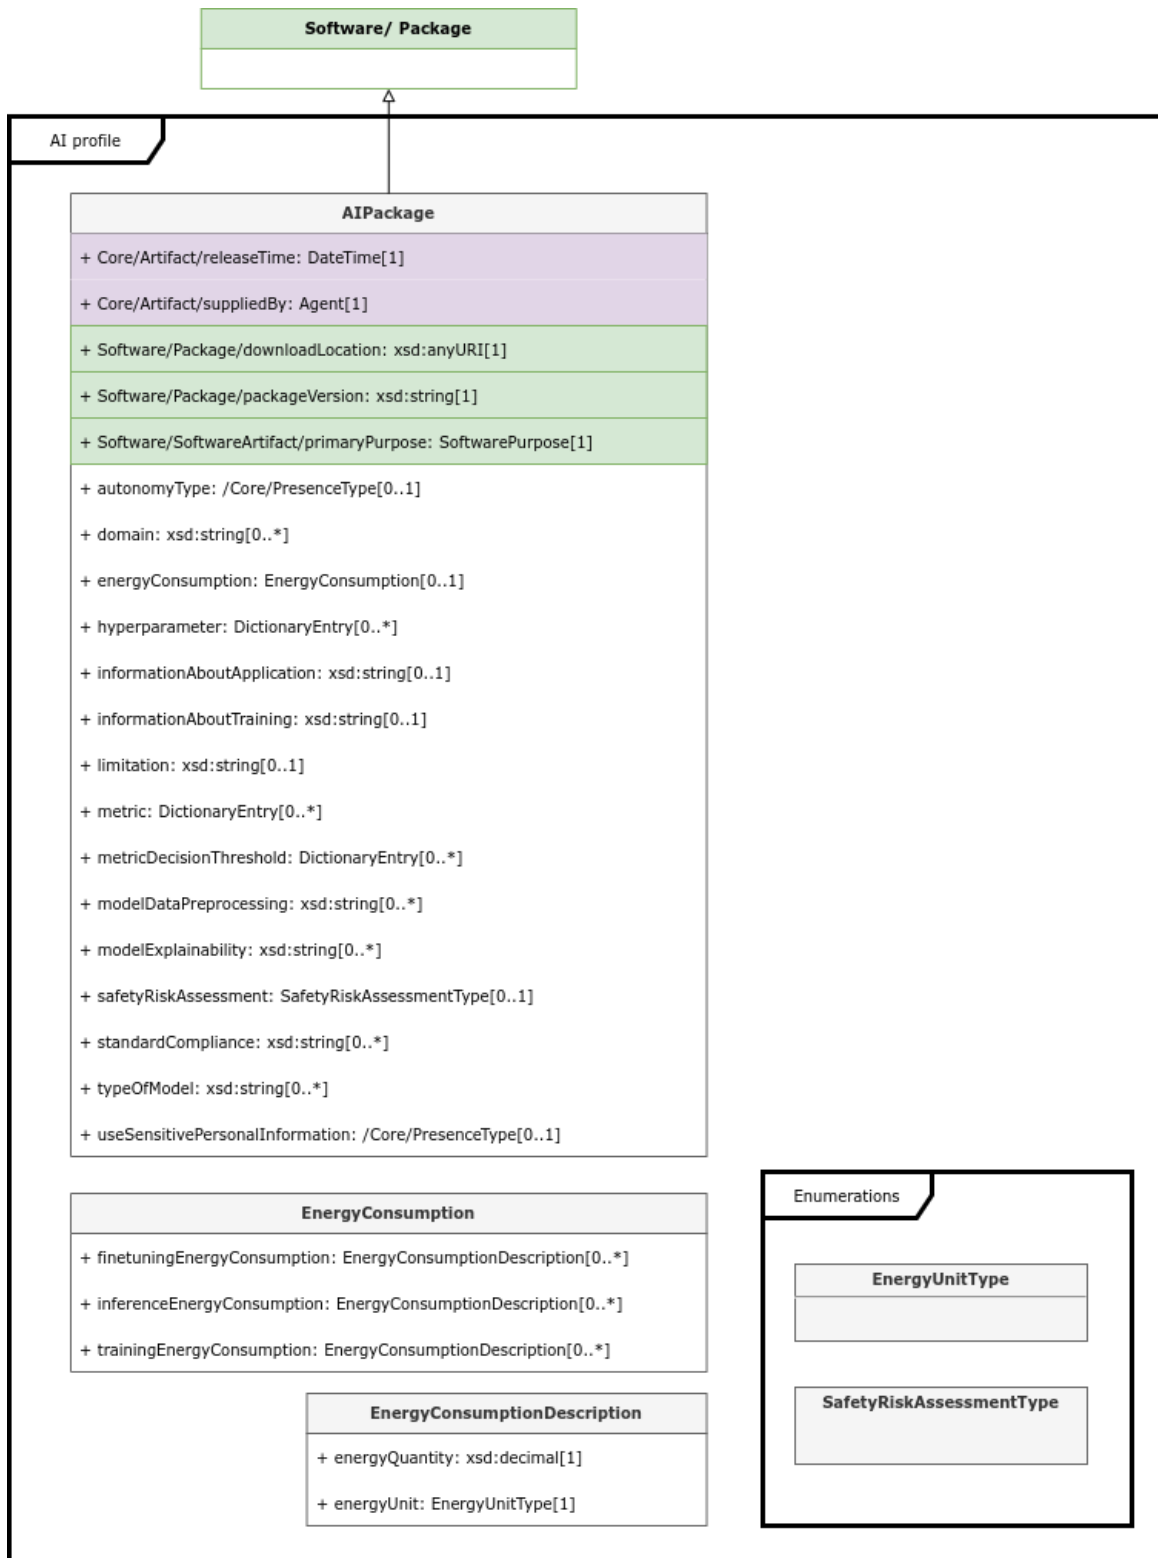 Software/ Package
AI profile
AIPackage
+ Core/Artifact/releaseTime: DateTime[1]
+ Core/Artifact/suppliedBy: Agent[1]
+ Software/Package/downloadLocation: xsd:anyURI[1]
+ Software/Package/packageVersion: xsd:string[1]
+ Software/SoftwareArtifact/primaryPurpose: SoftwarePurpose[1]
+ autonomyType: /Core/PresenceType[0..1]
+ domain: xsd:string[0..*]
+ energyConsumption: EnergyConsumption[0..1]
+ hyperparameter: DictionaryEntry[0..*]
+ informationAboutApplication: xsd:string[0..1]
+ informationAboutTraining: xsd:string[0..1]
+ limitation: xsd:string[0..1]
+ metric: DictionaryEntry[0..*]
+ metricDecisionThreshold: DictionaryEntry[0..*]
+ modelDataPreprocessing: xsd:string[0..*]
+ modelExplainability: xsd:string[0..*]
+ safetyRiskAssessment: SafetyRiskAssessmentType[0..1]
+ standardCompliance: xsd:string[0..*]
+ typeOfModel: xsd:string[0..*]
+ useSensitivePersonalInformation: /Core/PresenceType[0..1]
EnergyConsumption
+ finetuningEnergyConsumption: EnergyConsumptionDescription[0..*]
+ inferenceEnergyConsumption: EnergyConsumptionDescription[0..*]
+ trainingEnergyConsumption: EnergyConsumptionDescription[0..*]
EnergyConsumptionDescription
+ energyQuantity: xsd:decimal[1]
+ energyUnit: EnergyUnitType[1]
Enumerations
EnergyUnitType
SafetyRiskAssessmentType